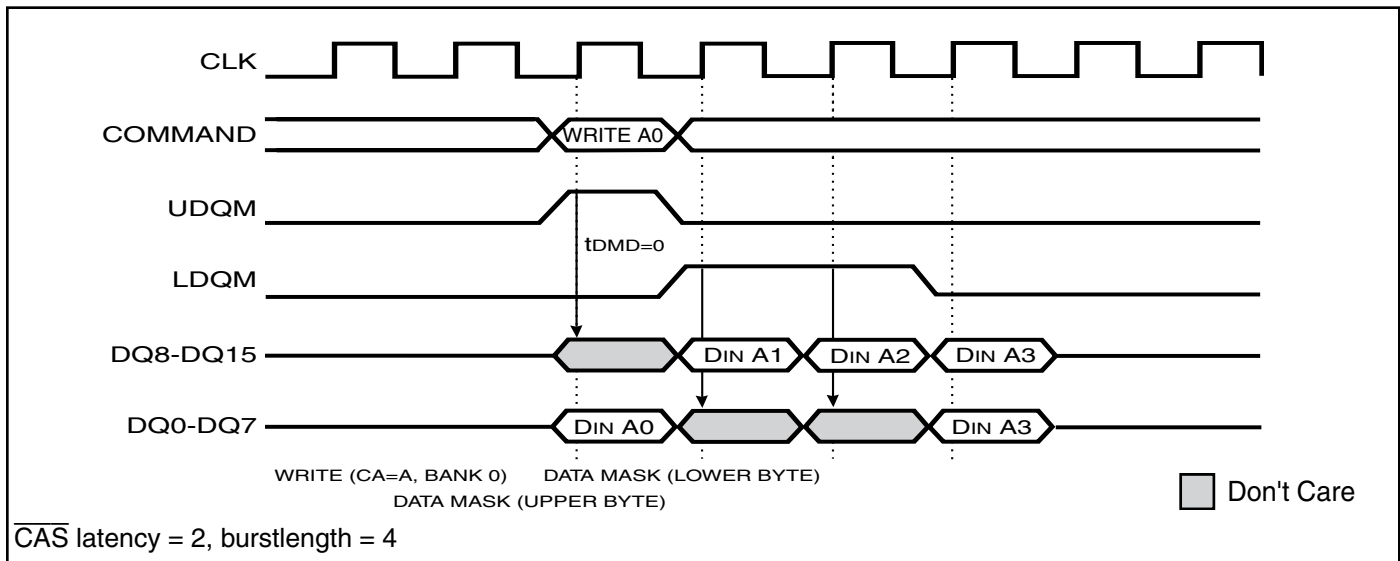 CLK
COMMAND
WRITE A0
UDQM
tDMD=0
LDQM
DQ8-DQ15
DIN A1
DIN A2
DIN A3
DQ0-DQ7
DIN A0
DIN A3
WRITE (CA=A, BANK 0)
DATA MASK (LOWER BYTE)
DATA MASK (UPPER BYTE)
Don't Care
C̅A̅S̅ latency = 2, burstlength = 4